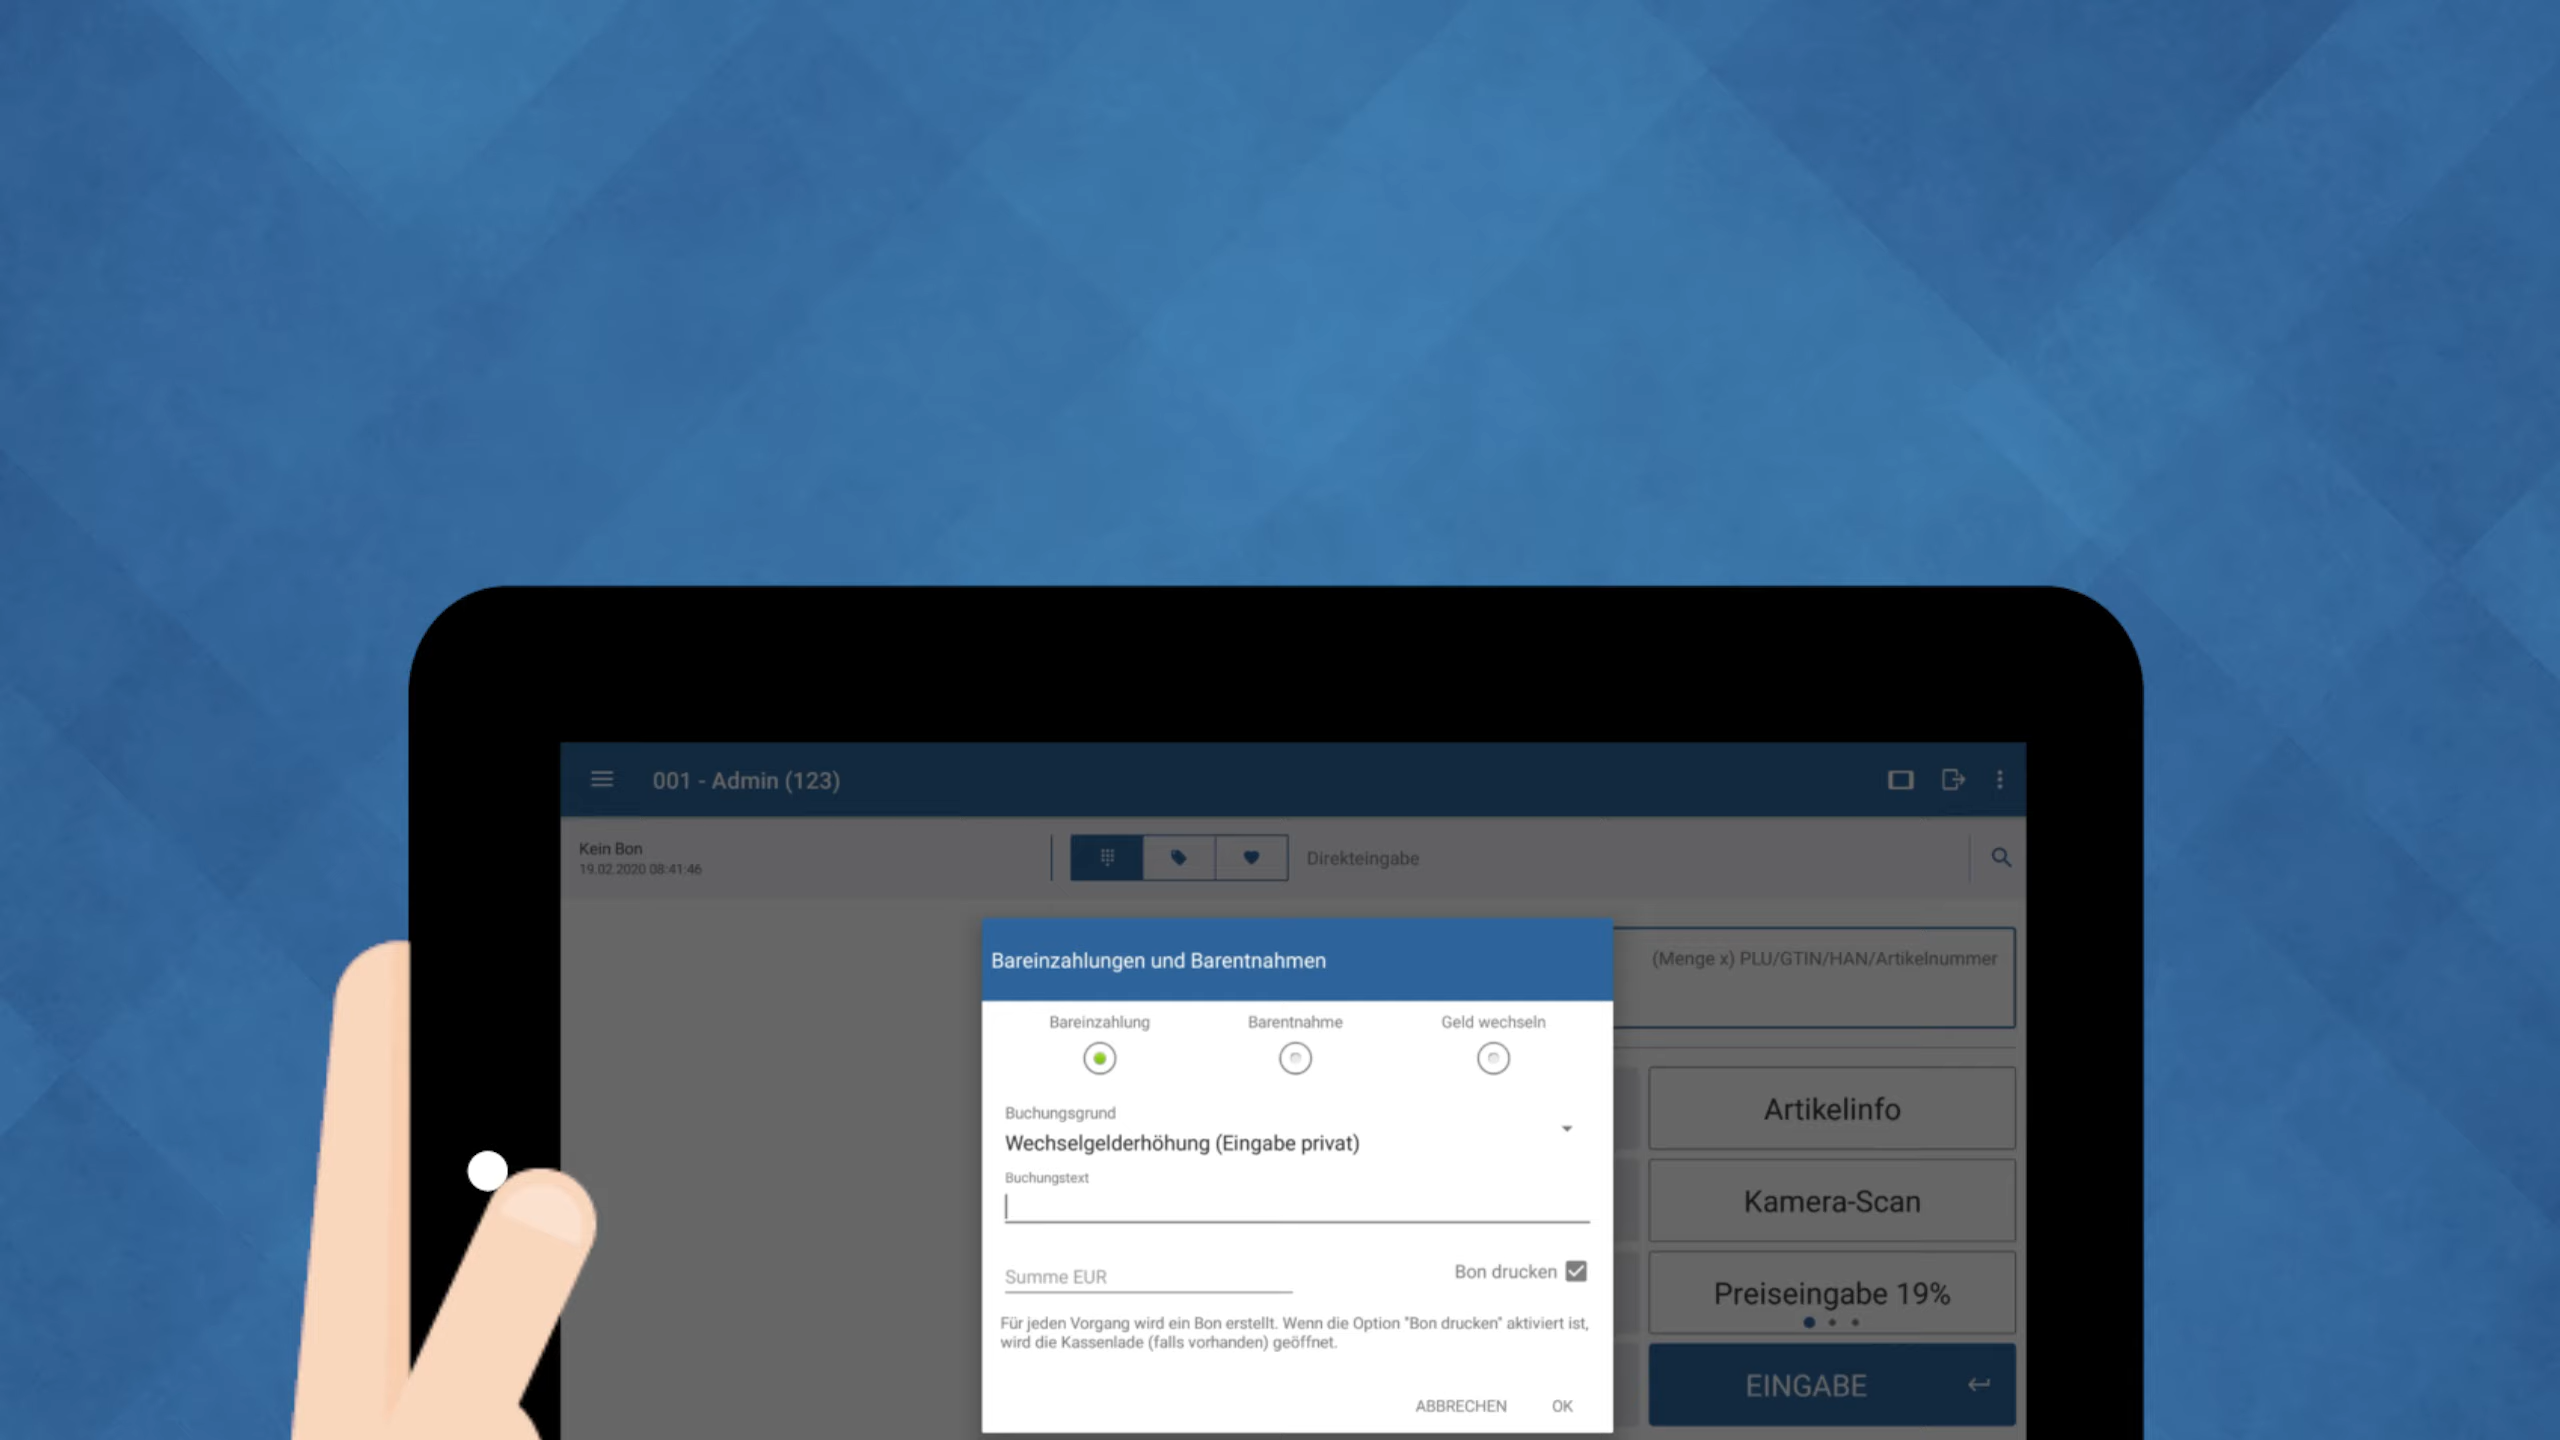 001 - Admin (123)
Kein Bon
19.02.2020 08:41:46
Direkteingabe
(Menge x) PLU/GTIN/HAN/Artikelnummer
Bareinzahlungen und Barentnahmen
Bareinzahlung
Barentnahme
Geld wechseln
Buchungsgrund
Wechselgelderhöhung (Eingabe privat)
Buchungstext
Summe EUR
Bon drucken
Für jeden Vorgang wird ein Bon erstellt. Wenn die Option "Bon drucken" aktiviert ist,
wird die Kassenlade (falls vorhanden) geöffnet.
ABBRECHEN
OK
Artikelinfo
Kamera-Scan
Preiseingabe 19%
EINGABE